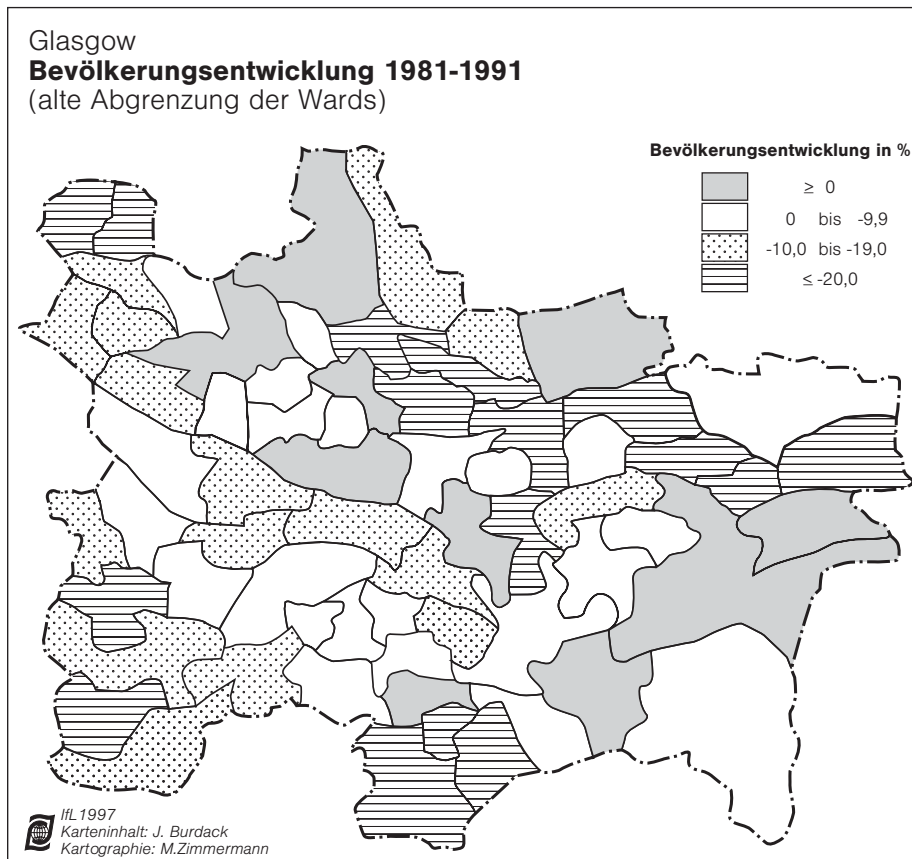 Glasgow
Bevölkerungsentwicklung 1981-1991
(alte Abgrenzung der Wards)
Bevölkerungsentwicklung in %
≥ 0
0 bis -9,9
-10,0 bis -19,0
≤ -20,0
IfL 1997
Karteninhalt: J. Burdack
Kartographie: M.Zimmermann